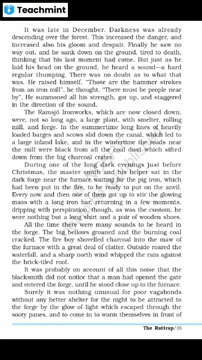 Teachmint
It was late in December. Darkness was already
descending over the forest. This increased the danger, and
increased also his gloom and despair. Finally he saw no
way out, and he sank down on the ground, tired to death,
thinking that his last moment had come. But just as he
laid his head on the ground, he heard a sound—a hard
regular thumping. There was no doubt as to what that
was. He raised himself. "Those are the hammer strokes
from an iron mill", he thought. "There must be people near
by". He summoned all his strength, got up, and staggered
in the direction of the sound.
The Ramsjö Ironworks, which are now closed down,
were, not so long ago, a large plant, with smelter, rolling
mill, and forge. In the summertime long lines of heavily
loaded barges and scows slid down the canal, which led to
a large inland lake, and in the wintertime the roads near
the mill were black from all the coal dust which sifted
down from the big charcoal crates.
During one of the long dark evenings just before
Christmas, the master smith and his helper sat in the
dark forge near the furnace waiting for the pig iron, which
had been put in the fire, to be ready to put on the anvil.
Every now and then one of them got up to stir the glowing
mass with a long iron bar, returning in a few moments,
dripping with perspiration, though, as was the custom, he
wore nothing but a long shirt and a pair of wooden shoes.
All the time there were many sounds to be heard in
the forge. The big bellows groaned and the burning coal
cracked. The fire boy shovelled charcoal into the maw of
the furnace with a great deal of clatter. Outside roared the
waterfall, and a sharp north wind whipped the rain against
the brick-tiled roof.
It was probably on account of all this noise that the
blacksmith did not notice that a man had opened the gate
and entered the forge, until he stood close up to the furnace.
Surely it was nothing unusual for poor vagabonds
without any better shelter for the night to be attracted to
the forge by the glow of light which escaped through the
sooty panes, and to come in to warm themselves in front of
The Rattrap/35